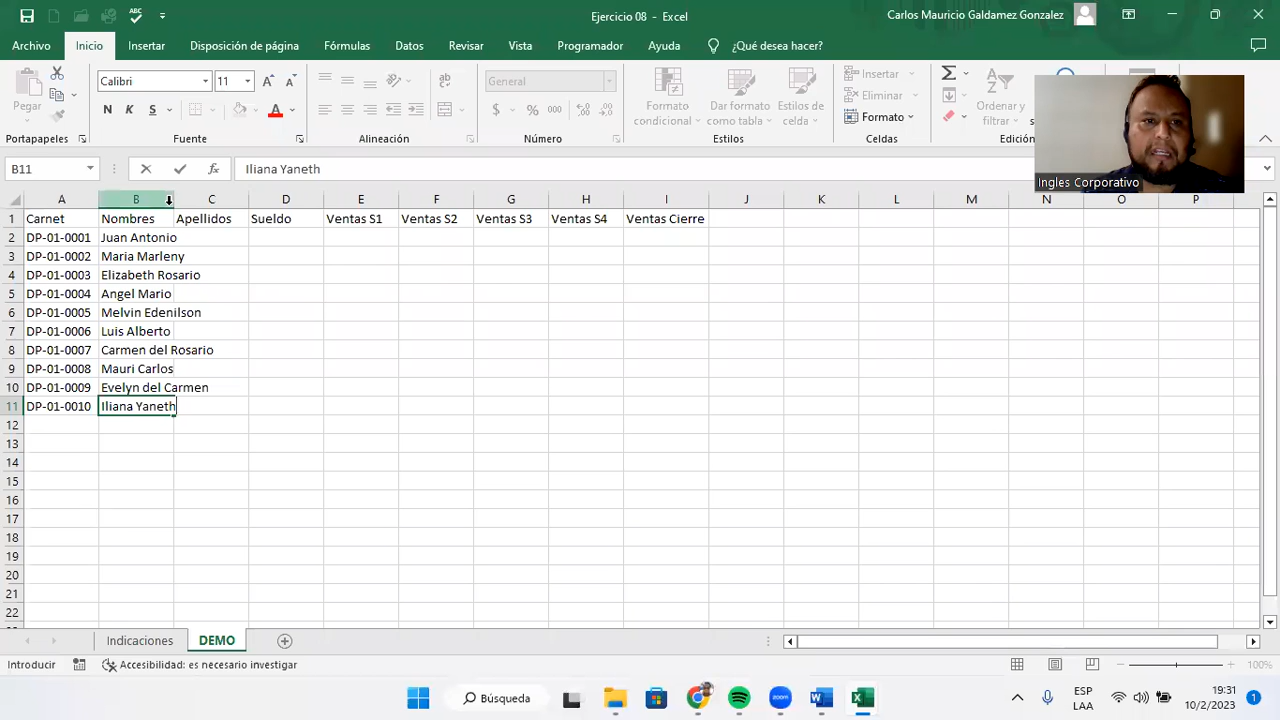 Ejercicio 08 - Excel
Carlos Mauricio Galdamez Gonzalez
Archivo Inicio Insertar Disposición de página Fórmulas Datos Revisar Vista Programador Ayuda ¿Qué desea hacer?
Pegar
Calibri 11
N K S
General
$ % 000
Formato condicional
Dar formato como tabla
Estilos de celda
Insertar
Eliminar
Formato
Ordenar y filtrar
Portapapeles Fuente Alineación Número Estilos Celdas Edición
Ingles Corporativo
B11 fx Iliana Yaneth
A B C D E F G H I J K L M N O P
1 Carnet Nombres Apellidos Sueldo Ventas S1 Ventas S2 Ventas S3 Ventas S4 Ventas Cierre
2 DP-01-0001 Juan Antonio
3 DP-01-0002 Maria Marleny
4 DP-01-0003 Elizabeth Rosario
5 DP-01-0004 Angel Mario
6 DP-01-0005 Melvin Edenilson
7 DP-01-0006 Luis Alberto
8 DP-01-0007 Carmen del Rosario
9 DP-01-0008 Mauri Carlos
10 DP-01-0009 Evelyn del Carmen
11 DP-01-0010 Iliana Yaneth
12
13
14
15
16
17
18
19
20
21
22
Indicaciones DEMO
Introducir Accesibilidad: es necesario investigar 100%
Búsqueda
ESP
LAA
19:31
10/2/2023